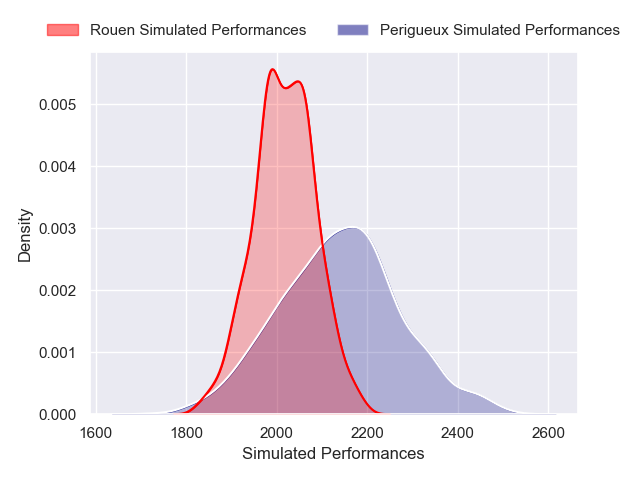 Rouen Simulated Performances
Perigueux Simulated Performances
0.005
0.004
0.003
0.002
0.001
0.000
Density
1600 1800 2000 2200 2400 2600
Simulated Performances